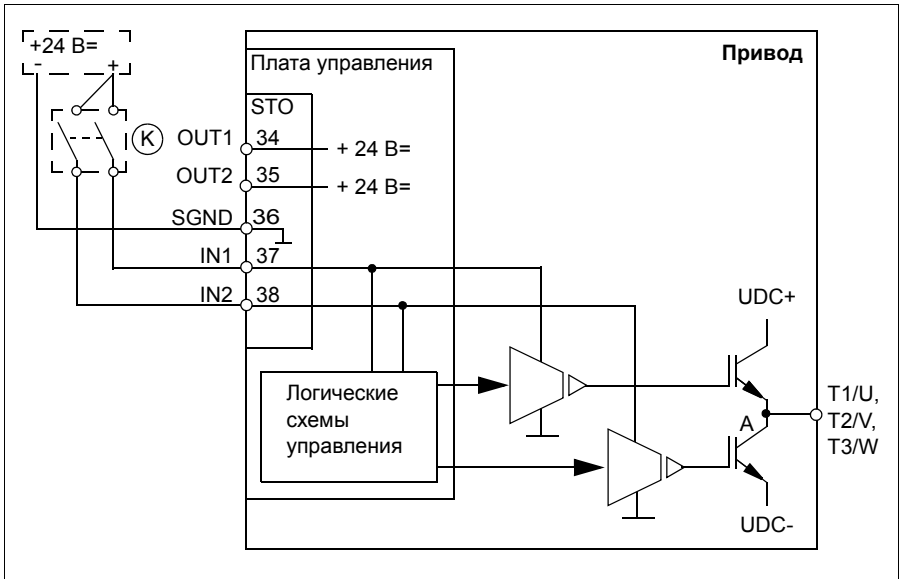 +24 В=
- +
K
Привод
Плата управления
STO
OUT1 34 + 24 В=
OUT2 35 + 24 В=
SGND 36
IN1 37
IN2 38
Логические
схемы
управления
UDC+
A
T1/U,
T2/V,
T3/W
UDC-